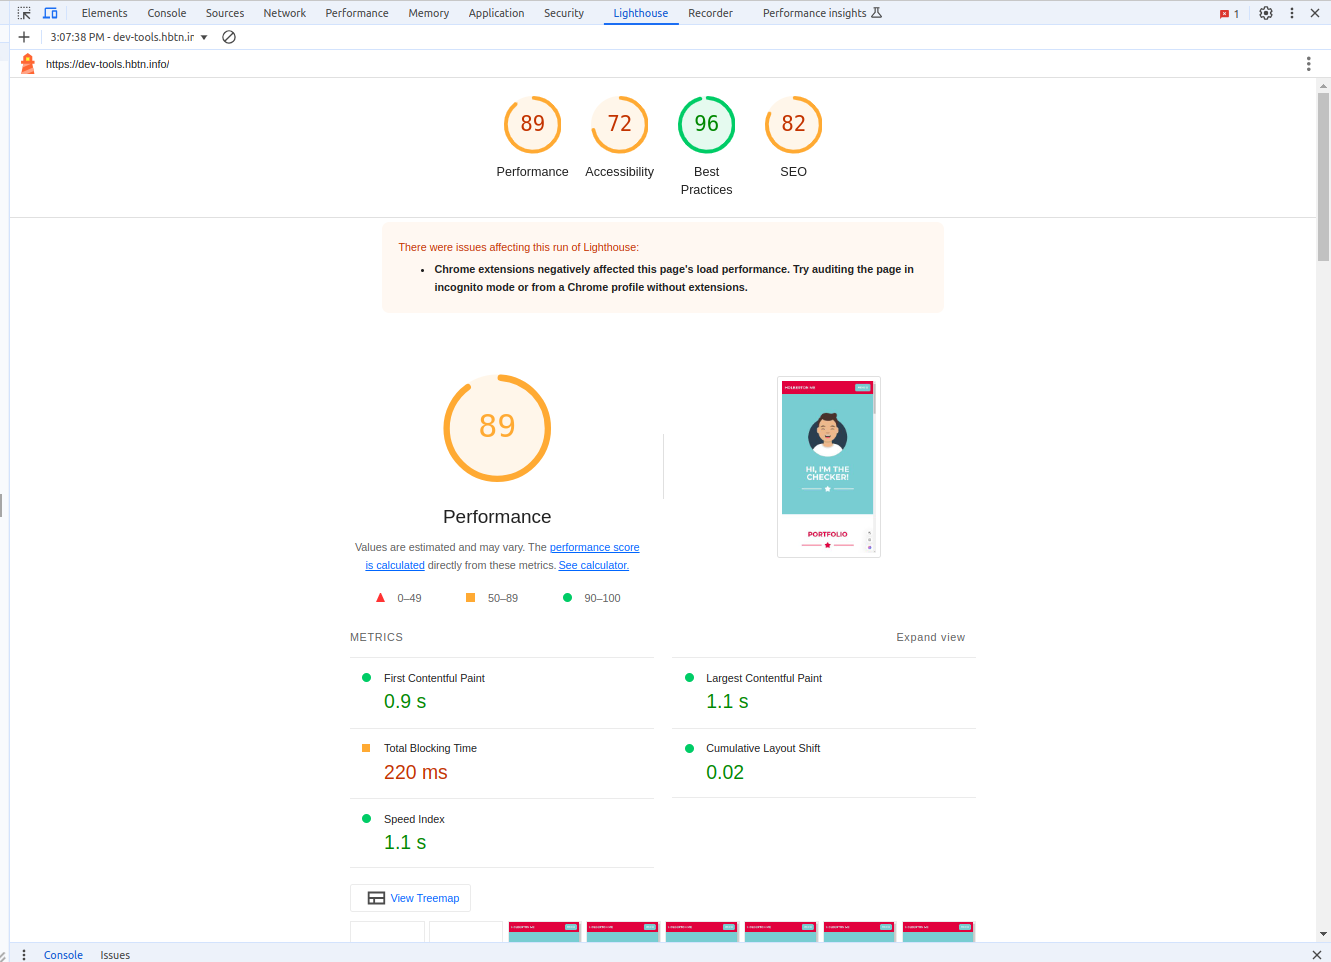 Elements Console Sources Network Performance Memory Application Security Lighthouse Recorder Performance insights 1
3:07:38 PM - dev-tools.hbtn.ir
https://dev-tools.hbtn.info/
89 72 96 82
Performance Accessibility Best Practices SEO
There were issues affecting this run of Lighthouse:
Chrome extensions negatively affected this page's load performance. Try auditing the page in
incognito mode or from a Chrome profile without extensions.
89
HI, I'M THE
CHECKER!
PORTFOLIO
Performance
Values are estimated and may vary. The performance score
is calculated directly from these metrics. See calculator.
0–49 50–89 90–100
METRICS Expand view
First Contentful Paint
0.9 s
Largest Contentful Paint
1.1 s
Total Blocking Time
220 ms
Cumulative Layout Shift
0.02
Speed Index
1.1 s
View Treemap
Console Issues